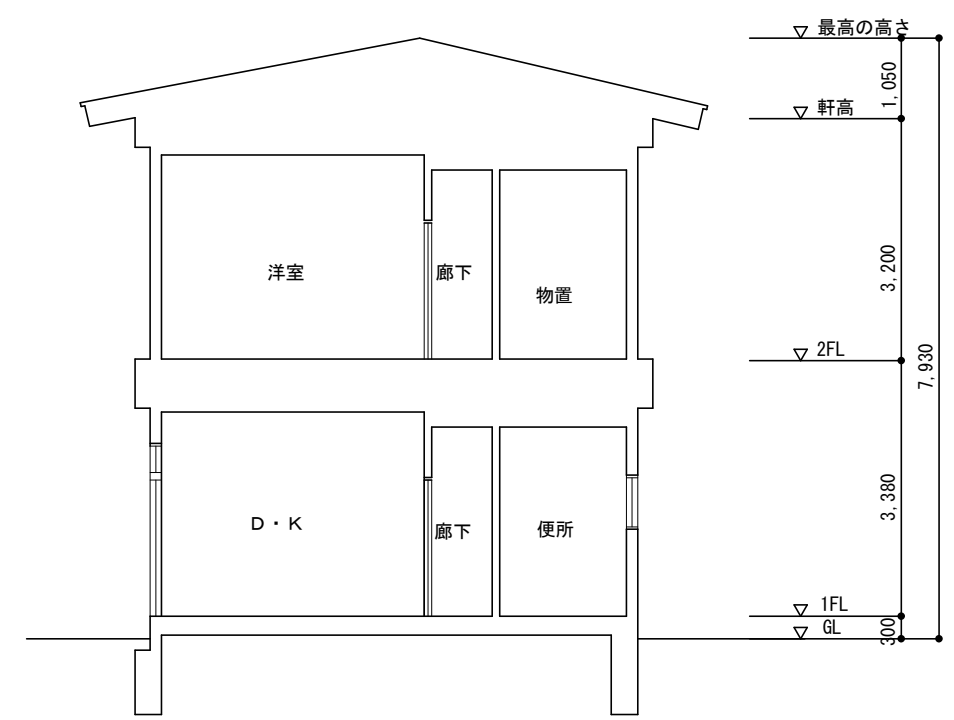 最高の高さ
1,050
軒高
洋室
廊下
物置
3,200
2FL
7,930
D・K
廊下
便所
3,380
1FL
GL
300